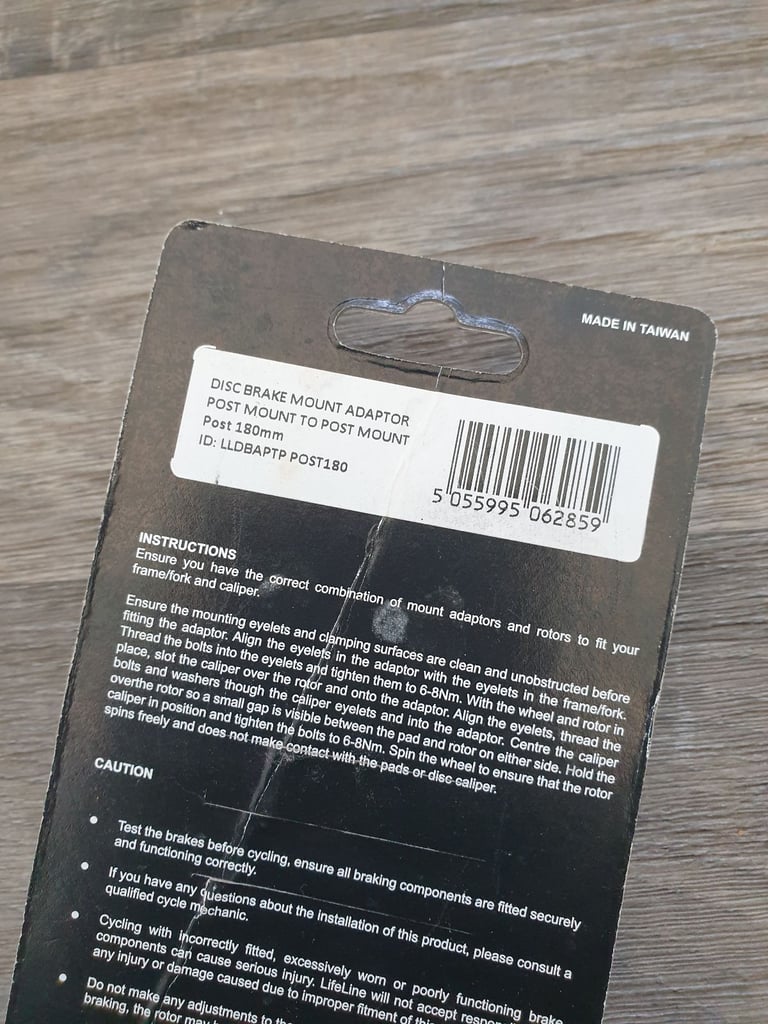 MADE IN TAIWAN
DISC BRAKE MOUNT ADAPTOR
POST MOUNT TO POST MOUNT
Post 180mm
ID: LLDBAPTP POST180
5 055995 062859
INSTRUCTIONS
Ensure you have the correct combination of mount adaptors and rotors to fit your
frame/fork and caliper.
Ensure the mounting eyelets and clamping surfaces are clean and unobstructed before
fitting the adaptor. Align the eyelets in the adaptor with the eyelets in the frame/fork.
Thread the bolts into the eyelets and tighten them to 6-8Nm. With the wheel and rotor in
place, slot the caliper over the rotor and onto the adaptor. Align the eyelets, thread the
bolts and washers though the caliper eyelets and into the adaptor. Centre the caliper
overthe rotor so a small gap is visible between the pad and rotor on either side. Hold the
caliper in position and tighten the bolts to 6-8Nm. Spin the wheel to ensure that the rotor
spins freely and does not make contact with the pads or disc caliper.
CAUTION
• Test the brakes before cycling, ensure all braking components are fitted securely
and functioning correctly.
• If you have any questions about the installation of this product, please consult a
qualified cycle mechanic.
• Cycling with incorrectly fitted, excessively worn or poorly functioning brake
components can cause serious injury. LifeLine will not accept
any injury or damage caused due to improper fitment of
• Do not make any adjustments to
braking, the rotor may